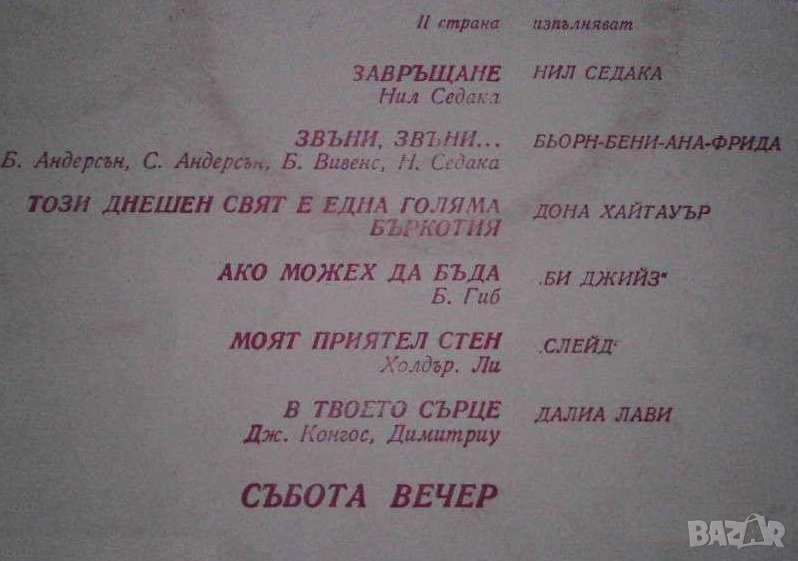 II страна изпълняват
ЗАВРЪЩАНЕ НИЛ СЕДАКА
Нил Седака
ЗВЪНИ, ЗВЪНИ... БЬОРН-БЕНИ-АНА-ФРИДА
Б. Андерсън, С. Андерсън, Б. Вивенс, Н. Седака
ТОЗИ ДНЕШЕН СВЯТ Е ЕДНА ГОЛЯМА ДОНА ХАЙТАУЪР
БЪРКОТИЯ
АКО МОЖЕХ ДА БЪДА „БИ ДЖИЙЗ“
Б. Гиб
МОЯТ ПРИЯТЕЛ СТЕН „СЛЕЙД“
Холдър. Ли
В ТВОЕТО СЪРЦЕ ДАЛИА ЛАВИ
Дж. Конгос, Димитриу
СЪБОТА ВЕЧЕР
BAZAR